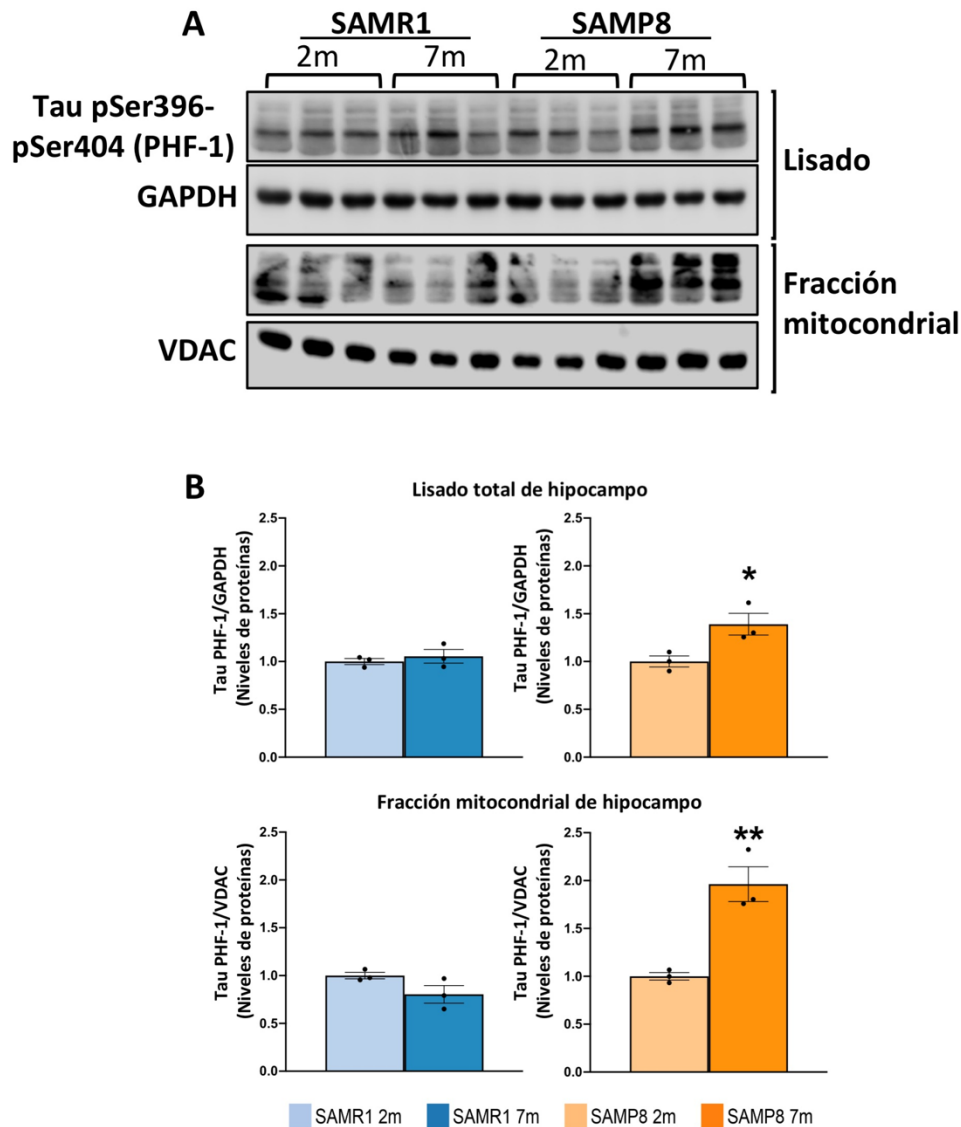 A
SAMR1
SAMP8
2m
7m
2m
7m
Tau pSer396-
pSer404 (PHF-1)
GAPDH
Lisado
VDAC
Fracción
mitocondrial
B
Lisado total de hipocampo
Tau PHF-1/GAPDH
(Niveles de proteínas)
2.5
2.0
1.5
1.0
0.5
0.0
Tau PHF-1/GAPDH
(Niveles de proteínas)
2.5
2.0
1.5
1.0
0.5
0.0
*
Fracción mitocondrial de hipocampo
Tau PHF-1/VDAC
(Niveles de proteínas)
2.5
2.0
1.5
1.0
0.5
0.0
Tau PHF-1/VDAC
(Niveles de proteínas)
2.5
2.0
1.5
1.0
0.5
0.0
**
SAMR1 2m
SAMR1 7m
SAMP8 2m
SAMP8 7m